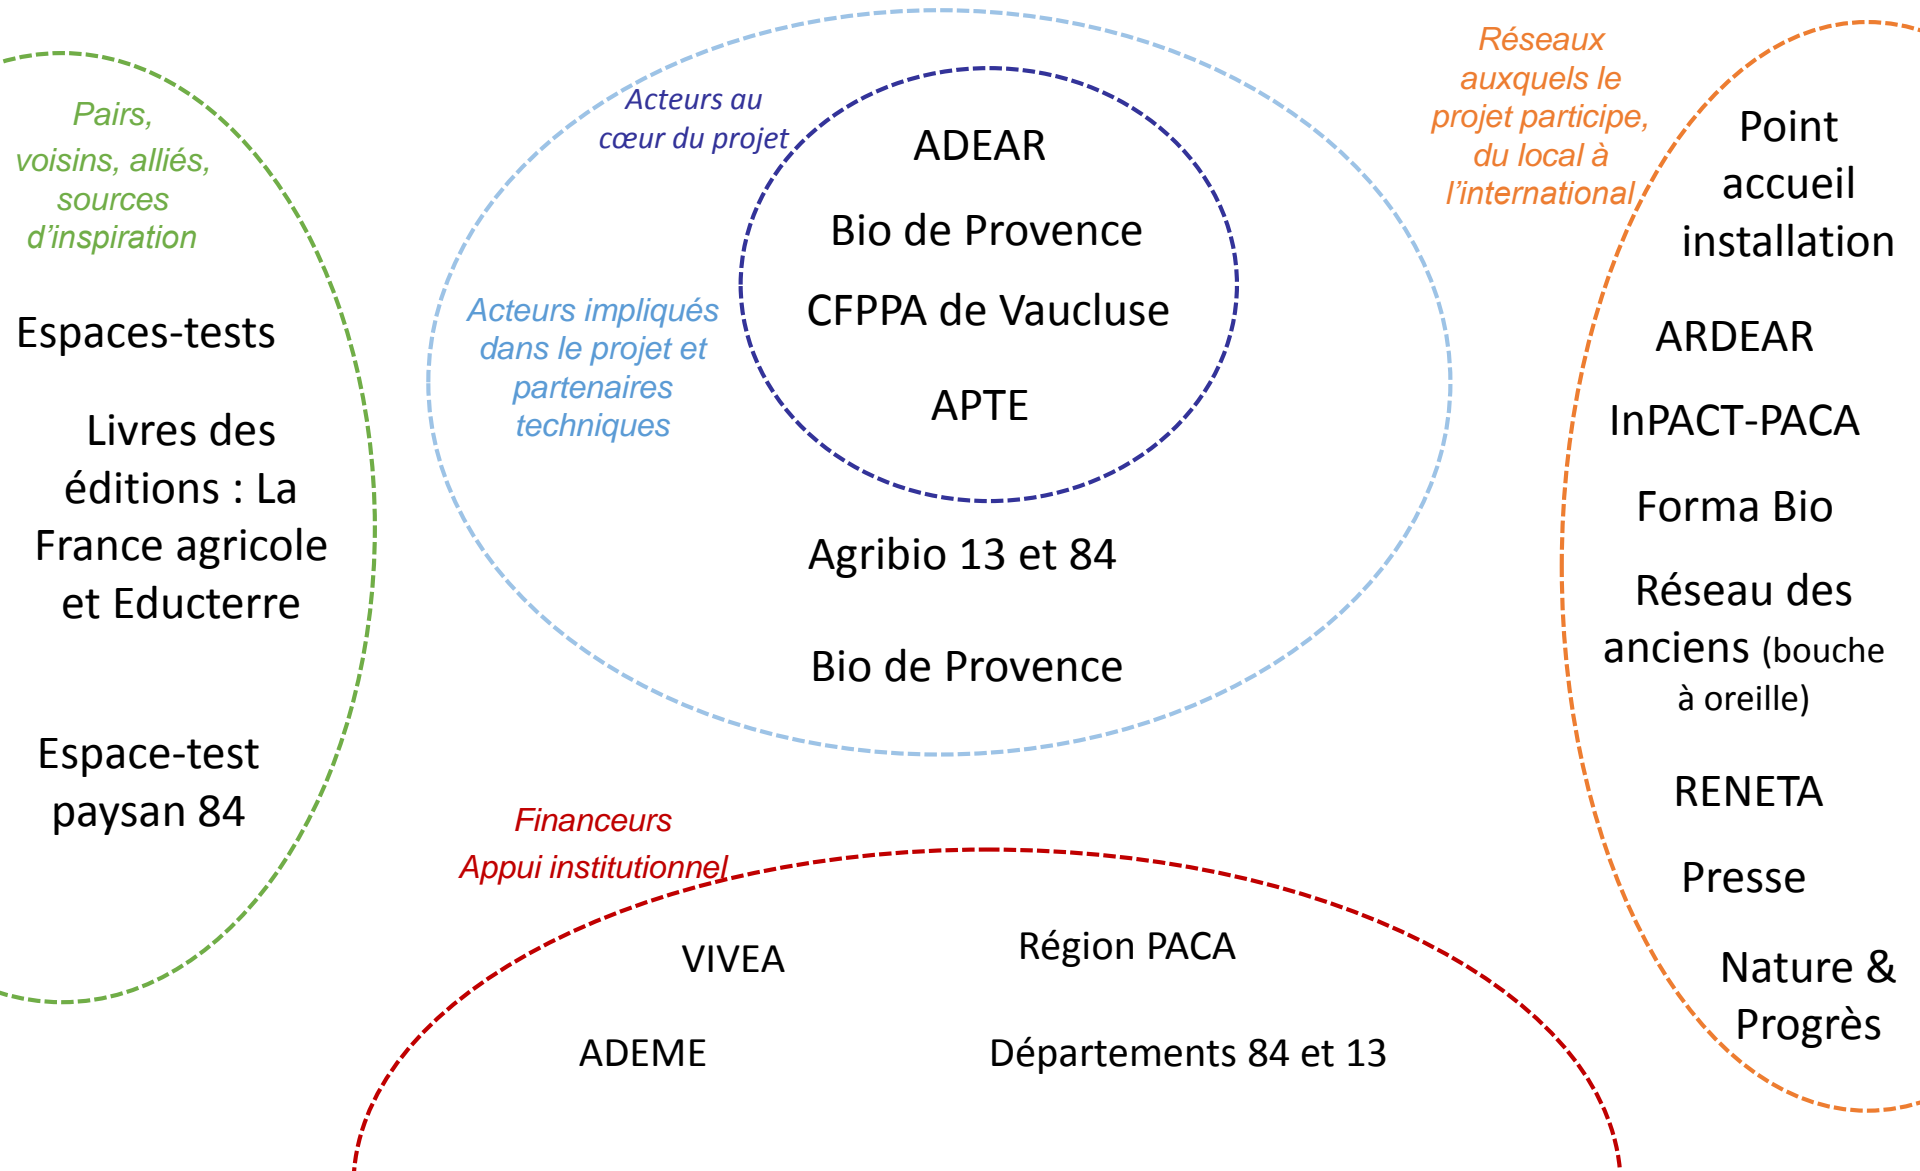 Pairs,
voisins, alliés,
sources
d’inspiration
Espaces-tests
Livres des
éditions : La
France agricole
et Educterre
Espace-test
paysan 84
Acteurs au
cœur du projet
ADEAR
Bio de Provence
CFPPA de Vaucluse
APTE
Acteurs impliqués
dans le projet et
partenaires
techniques
Agribio 13 et 84
Bio de Provence
Financeurs
Appui institutionnel
VIVEA
Région PACA
ADEME
Départements 84 et 13
Réseaux
auxquels le
projet participe,
du local à
l’international
Point
accueil
installation
ARDEAR
InPACT-PACA
Forma Bio
Réseau des
anciens (bouche
à oreille)
RENETA
Presse
Nature &
Progrès